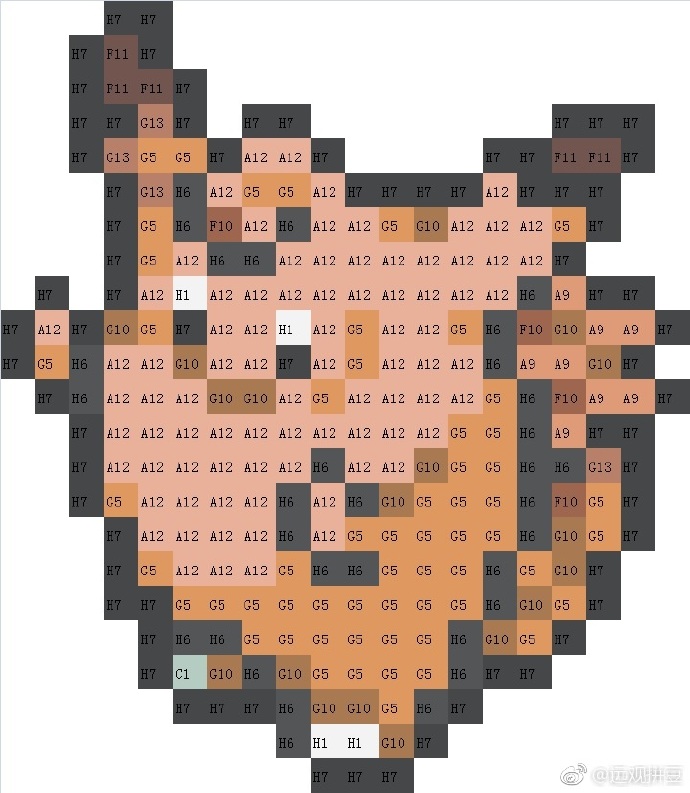 H7 H7
H7 F11 H7
H7 F11 F11 H7
H7 H7 G13 H7 H7 H7 H7 H7 H7
H7 G13 G5 G5 H7 A12 A12 H7 H7 H7 F11 F11 H7
H7 G13 H6 A12 G5 G5 A12 H7 H7 H7 H7 A12 H7 H7 H7
H7 G5 H6 F10 A12 H6 A12 A12 G5 G10 A12 A12 A12 G5 H7
H7 G5 A12 H6 H6 A12 A12 A12 A12 A12 A12 A12 A12 H7
H7 H7 A12 H1 A12 A12 A12 A12 A12 A12 A12 A12 A12 H6 A9 H7 H7
H7 A12 H7 G10 G5 H7 A12 A12 H1 A12 G5 A12 A12 G5 H6 F10 G10 A9 A9 H7
H7 G5 H6 A12 A12 G10 A12 A12 H7 A12 G5 A12 A12 A12 H6 A9 A9 G10 H7
H7 H6 A12 A12 A12 G10 G10 A12 G5 A12 A12 A12 A12 G5 H6 F10 A9 A9 H7
H7 A12 A12 A12 A12 A12 A12 A12 A12 A12 A12 G5 G5 H6 A9 H7 H7
H7 A12 A12 A12 A12 A12 A12 H6 A12 A12 G10 G5 G5 H6 H6 G13 H7
H7 G5 A12 A12 A12 A12 H6 A12 H6 G10 G5 G5 G5 H6 F10 G5 H7
H7 A12 A12 A12 A12 H6 A12 G5 G5 G5 G5 G5 H6 G10 G5 H7
H7 G5 A12 A12 A12 G5 H6 H6 G5 G5 G5 H6 G5 G10 H7
H7 H7 G5 G5 G5 G5 G5 G5 G5 G5 G5 H6 G10 G5 H7
H7 H6 H6 G5 G5 G5 G5 G5 G5 H6 G10 G5 H7
H7 C1 G10 H6 G10 G5 G5 G5 G5 H6 H7 H7
H7 H7 H7 H6 G10 G10 G5 H6 H7
H6 H1 H1 G10 H7
H7 H7 H7
@远观拼豆